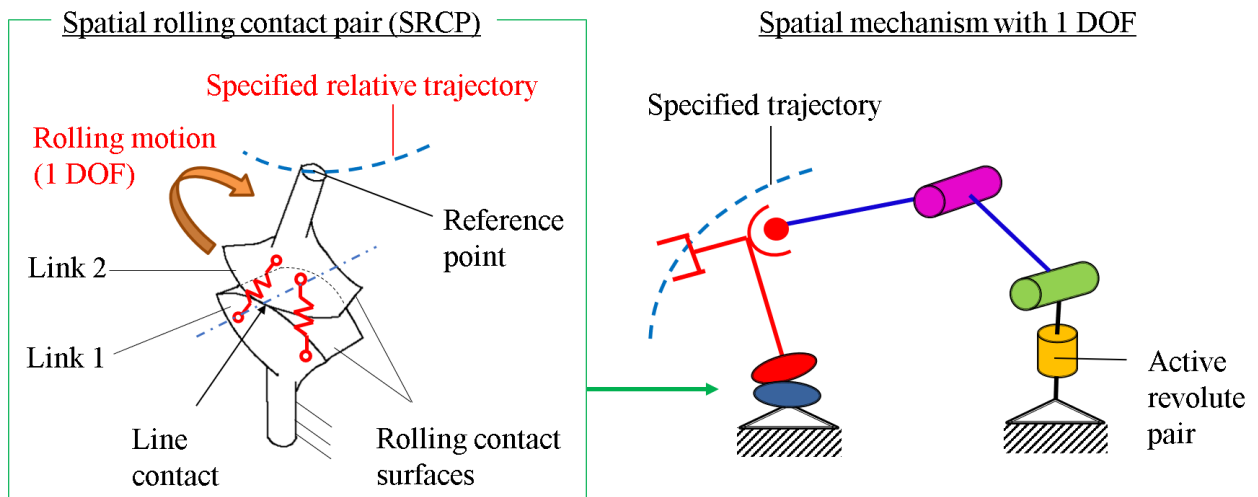 Spatial rolling contact pair (SRCP)
Specified relative trajectory
Rolling motion
(1 DOF)
Reference
point
Link 2
Link 1
Line
contact
Rolling contact
surfaces
Spatial mechanism with 1 DOF
Specified trajectory
Active
revolute
pair